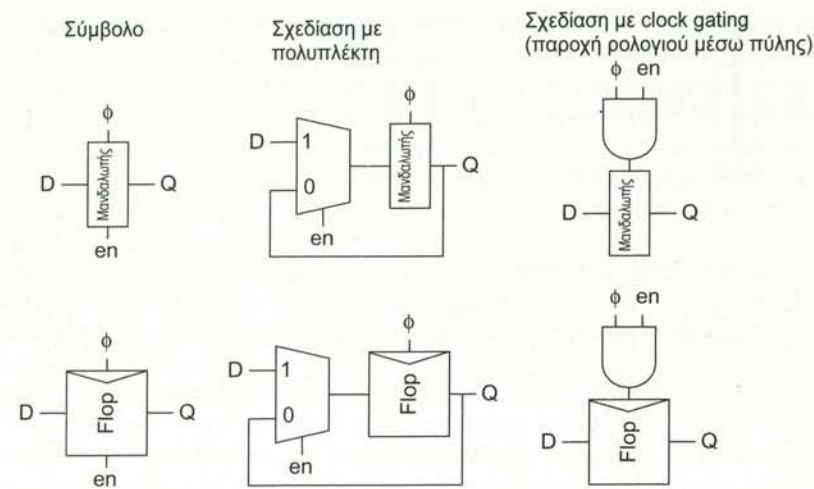 Σύμβολο
Σχεδίαση με
πολυπλέκτη
Σχεδίαση με clock gating
(παροχή ρολογιού μέσω πύλης)
ϕ
D
Μανδαλωτής
Q
en
D
1
0
en
ϕ
Μανδαλωτής
Q
ϕ en
D
Μανδαλωτής
Q
ϕ
D
Flop
Q
en
D
1
0
en
ϕ
Flop
Q
ϕ en
D
Flop
Q